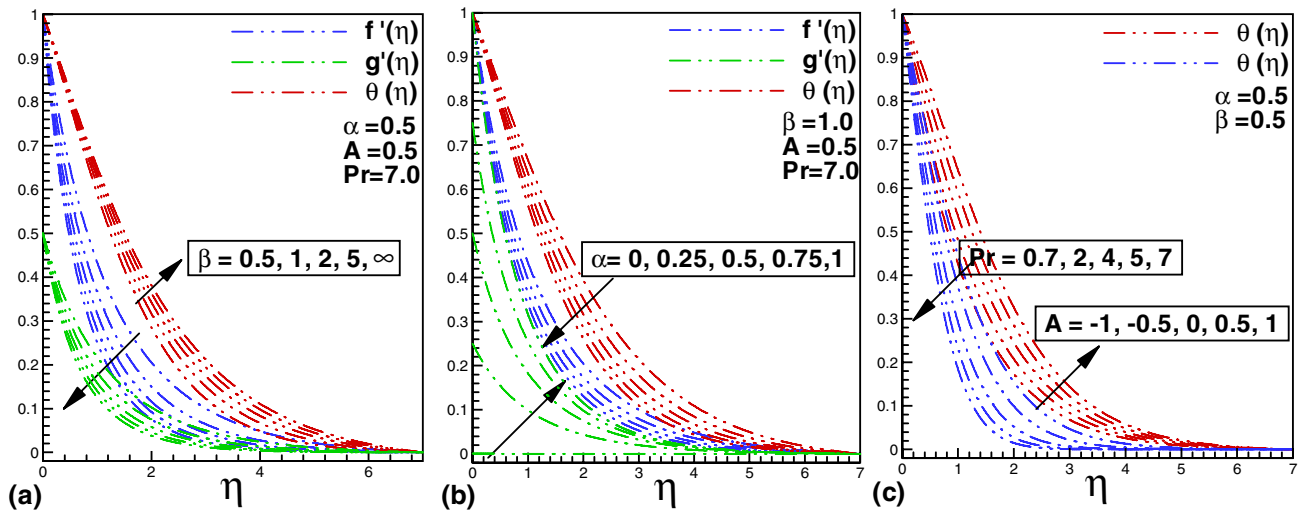 f '(η)
g'(η)
θ (η)
α =0.5
A =0.5
Pr=7.0
β = 0.5, 1, 2, 5, ∞
1
0.9
0.8
0.7
0.6
0.5
0.4
0.3
0.2
0.1
0
0
2
4
6
(a)
η
f '(η)
g'(η)
θ (η)
β =1.0
A =0.5
Pr=7.0
α= 0, 0.25, 0.5, 0.75,1
1
0.9
0.8
0.7
0.6
0.5
0.4
0.3
0.2
0.1
0
0
1
2
3
4
5
6
7
(b)
η
θ (η)
θ (η)
α =0.5
β =0.5
Pr = 0.7, 2, 4, 5, 7
A = -1, -0.5, 0, 0.5, 1
1
0.9
0.8
0.7
0.6
0.5
0.4
0.3
0.2
0.1
0
0
1
2
3
4
5
6
7
(c)
η